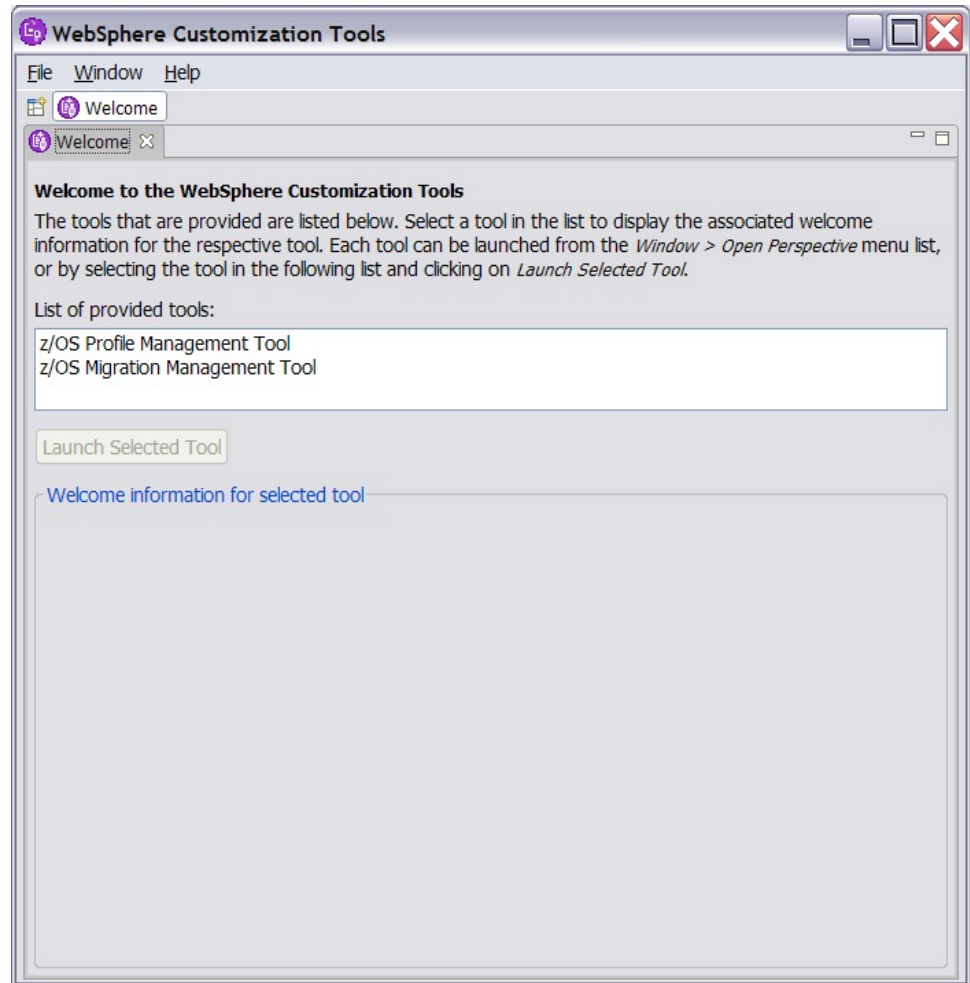 WebSphere Customization Tools
File Window Help
Welcome
Welcome
Welcome to the WebSphere Customization Tools
The tools that are provided are listed below. Select a tool in the list to display the associated welcome
information for the respective tool. Each tool can be launched from the Window > Open Perspective menu list,
or by selecting the tool in the following list and clicking on Launch Selected Tool.
List of provided tools:
z/OS Profile Management Tool
z/OS Migration Management Tool
Launch Selected Tool
Welcome information for selected tool